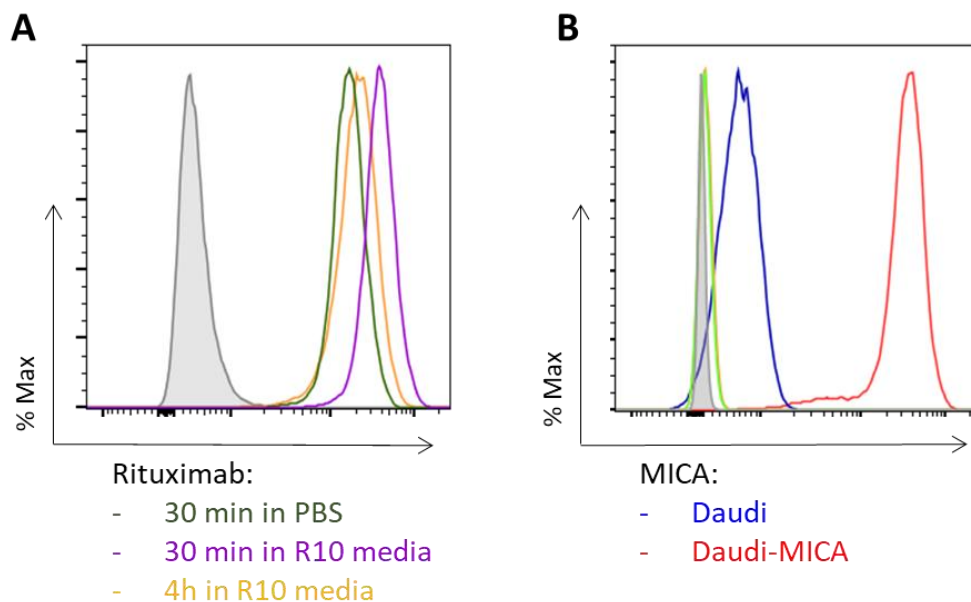 A
B
% Max
% Max
Rituximab:
- 30 min in PBS
- 30 min in R10 media
- 4h in R10 media
MICA:
- Daudi
- Daudi-MICA